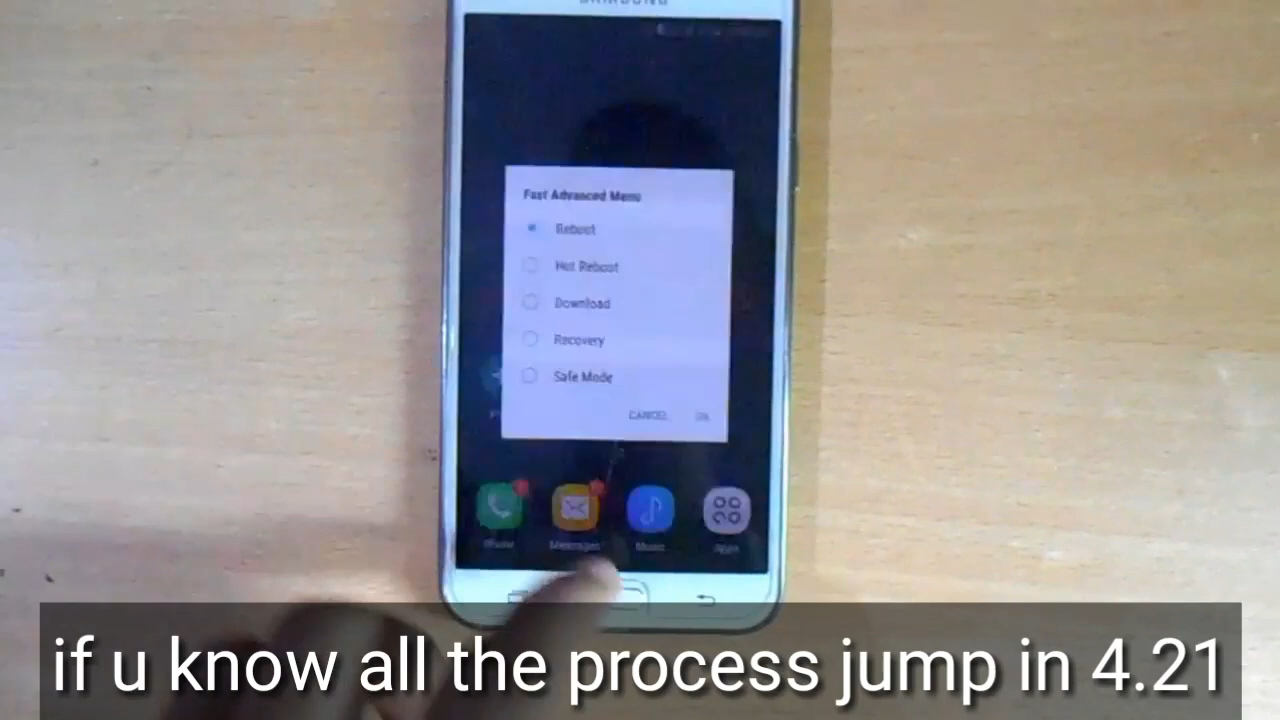 SAMSUNG
Fast Advanced Menu
Reboot
Hot Reboot
Download
Recovery
Safe Mode
CANCEL OK
Phone Messages Music Apps
if u know all the process jump in 4.21